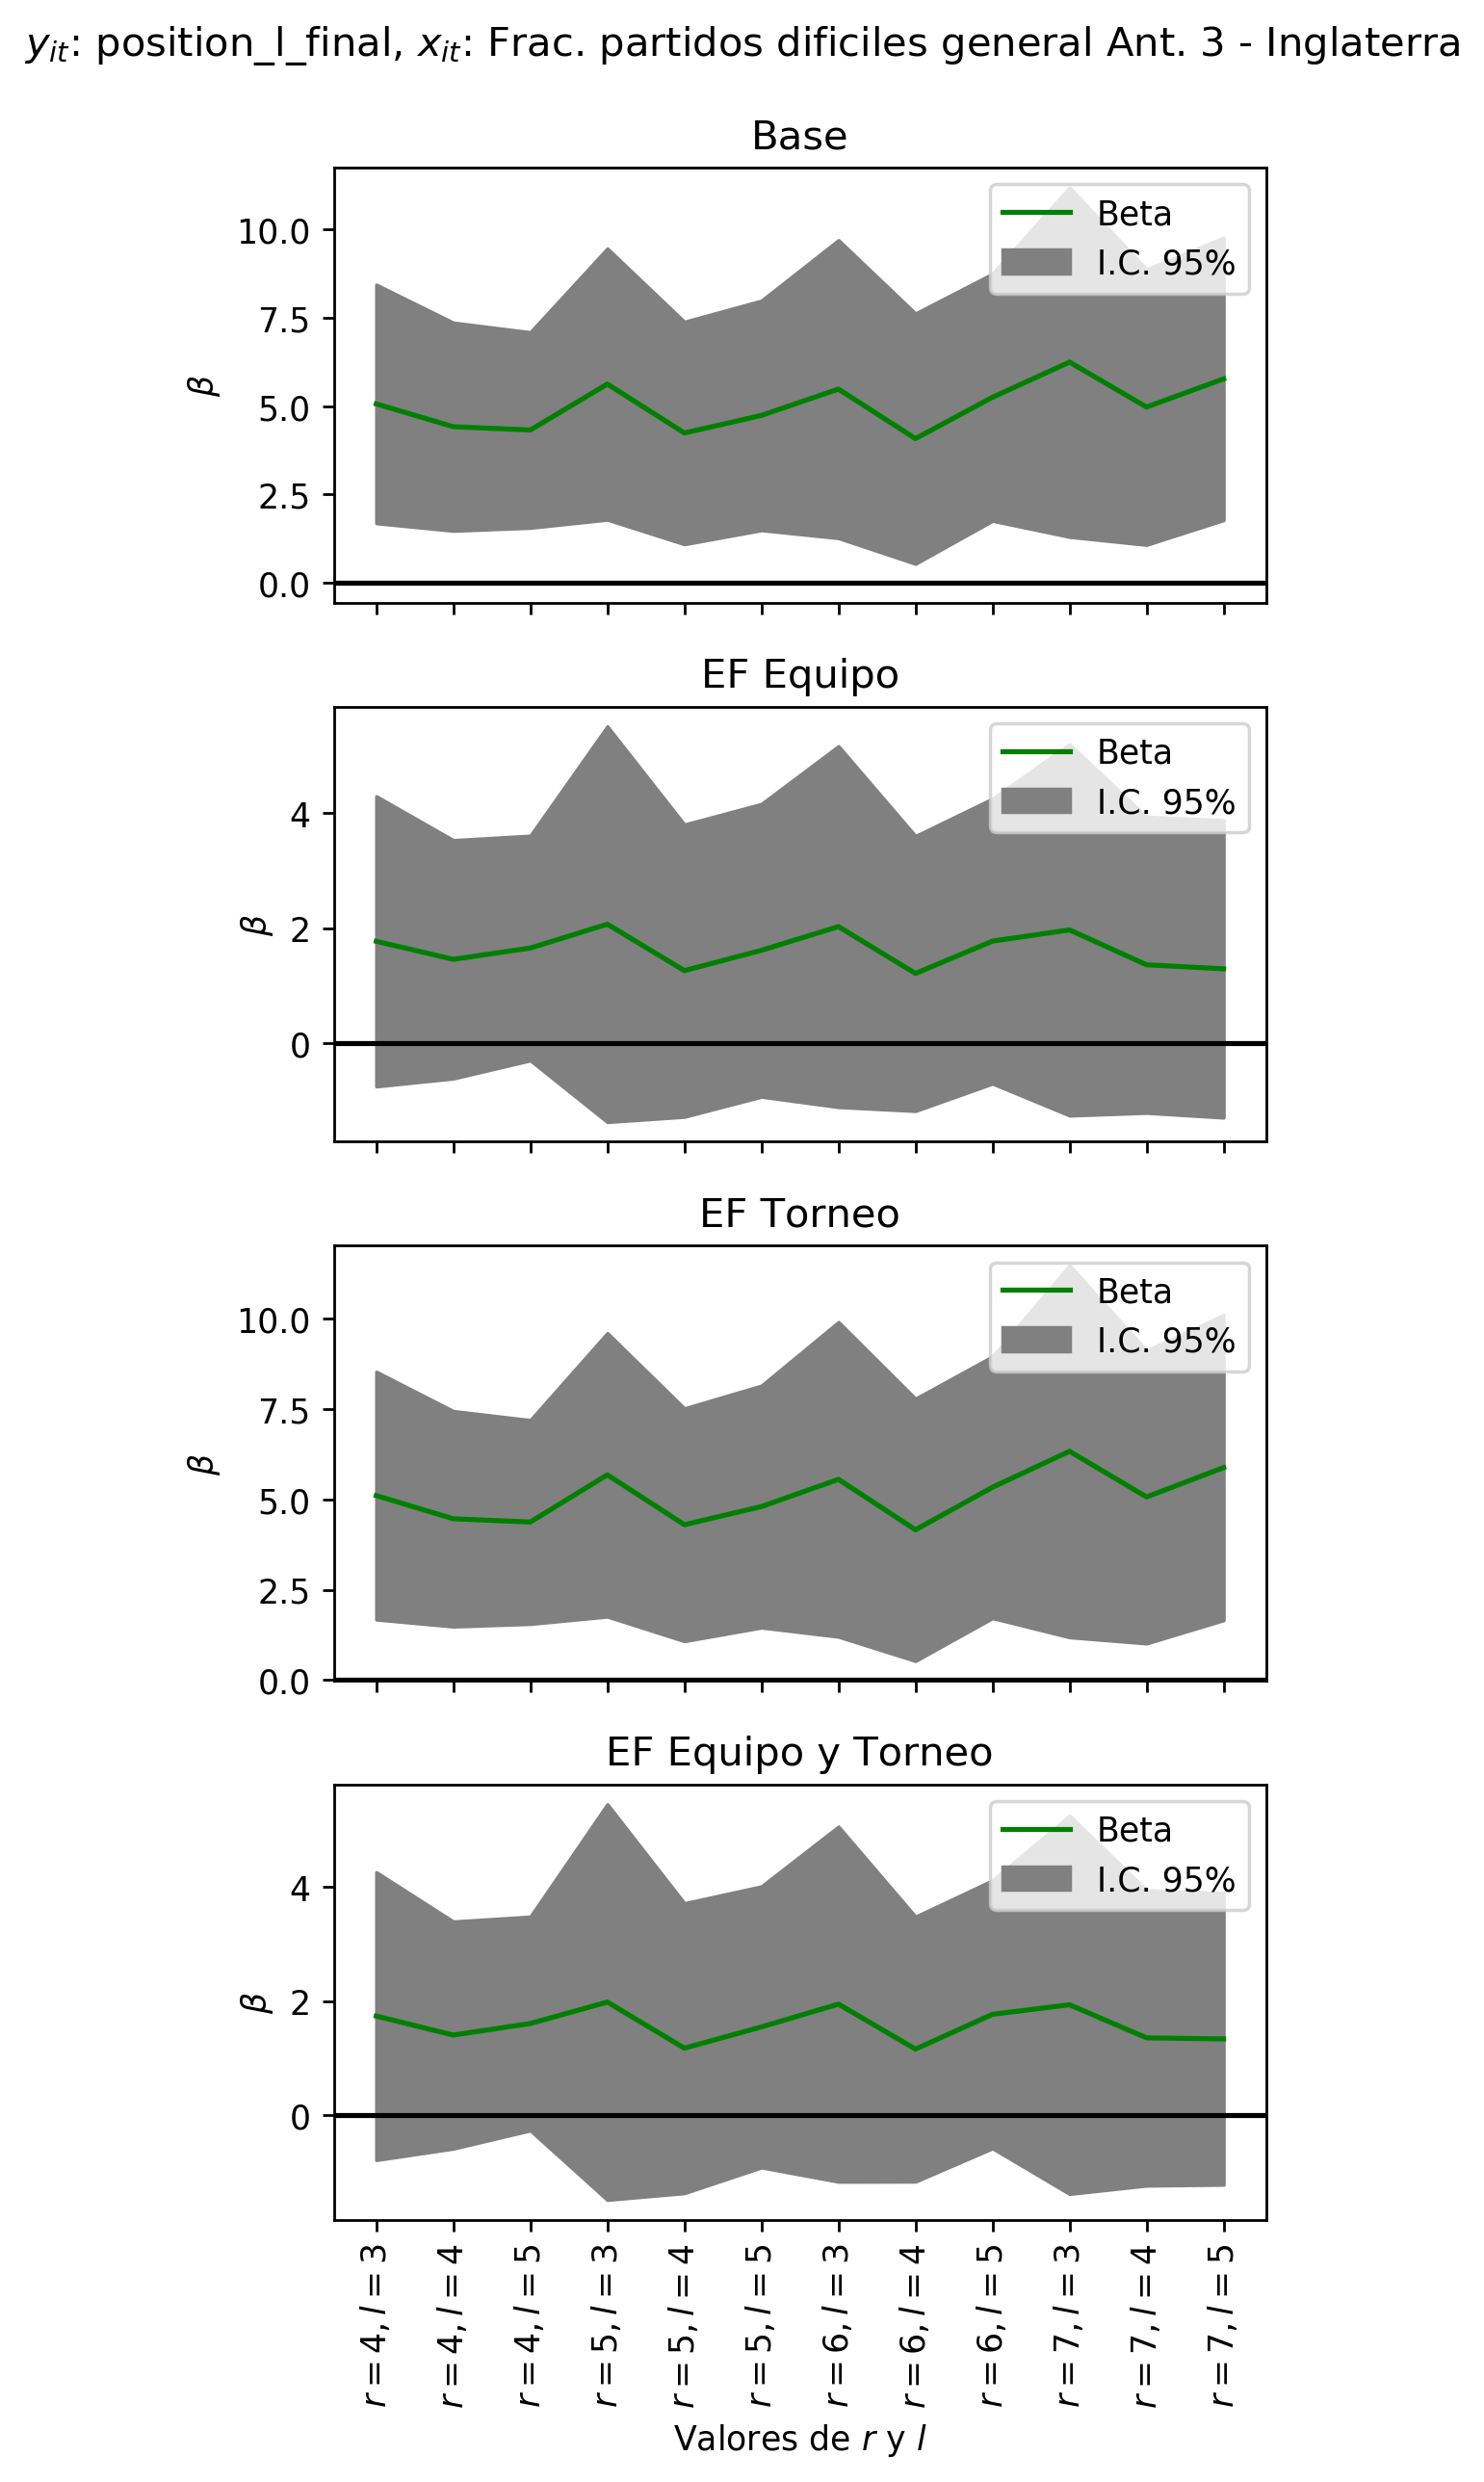 y_it: position_l_final, x_it: Frac. partidos dificiles general Ant. 3 - Inglaterra
Base
Beta
I.C. 95%
10.0
7.5
5.0
2.5
0.0
β
EF Equipo
Beta
I.C. 95%
4
2
0
β
EF Torneo
Beta
I.C. 95%
10.0
7.5
5.0
2.5
0.0
β
EF Equipo y Torneo
Beta
I.C. 95%
4
2
0
β
r = 4, l = 3
r = 4, l = 4
r = 4, l = 5
r = 5, l = 3
r = 5, l = 4
r = 5, l = 5
r = 6, l = 3
r = 6, l = 4
r = 6, l = 5
r = 7, l = 3
r = 7, l = 4
r = 7, l = 5
Valores de r y l